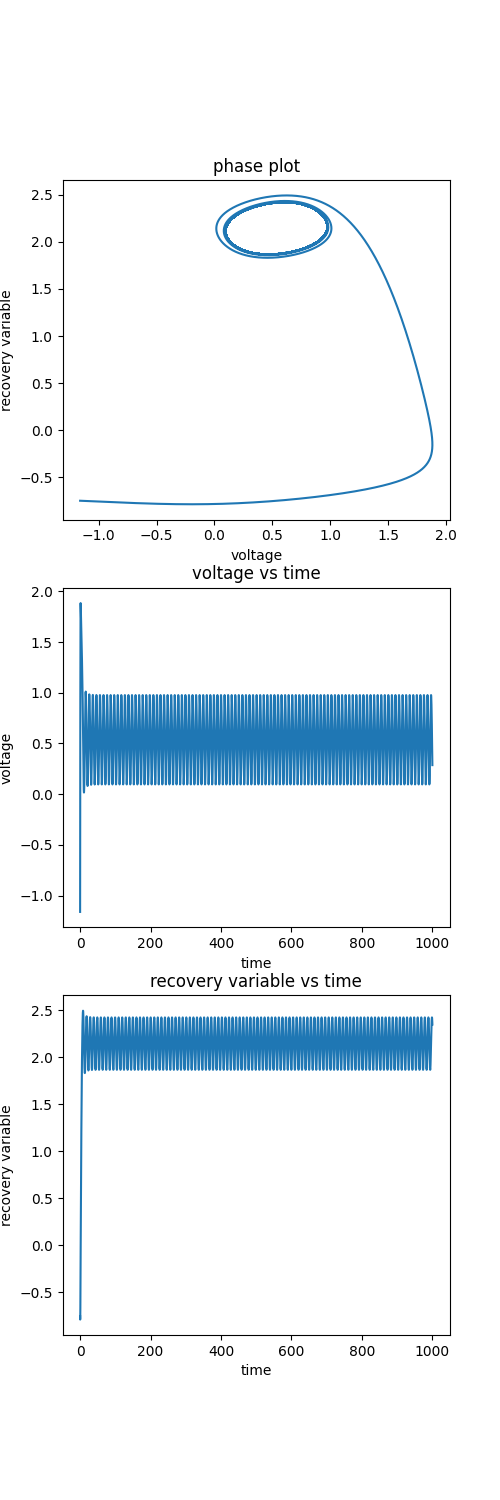 phase plot
2.5
2.0
1.5
1.0
0.5
0.0
−0.5
recovery variable
−1.0 −0.5 0.0 0.5 1.0 1.5 2.0
voltage
voltage vs time
2.0
1.5
1.0
0.5
0.0
−0.5
−1.0
voltage
0 200 400 600 800 1000
time
recovery variable vs time
2.5
2.0
1.5
1.0
0.5
0.0
−0.5
recovery variable
0 200 400 600 800 1000
time